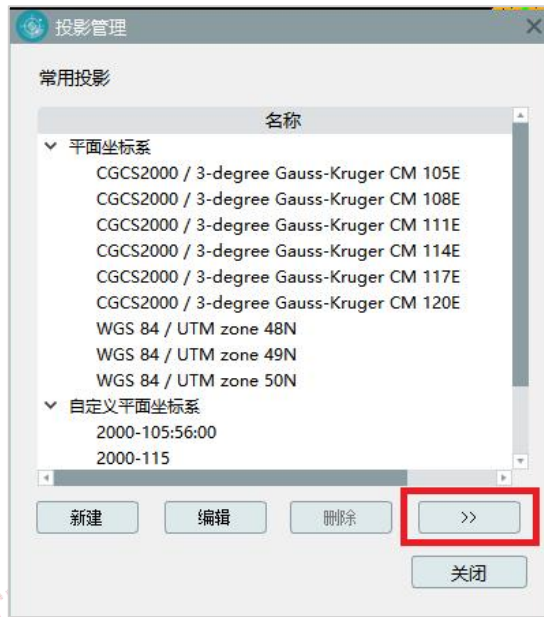 投影管理
常用投影
名称
平面坐标系
CGCS2000 / 3-degree Gauss-Kruger CM 105E
CGCS2000 / 3-degree Gauss-Kruger CM 108E
CGCS2000 / 3-degree Gauss-Kruger CM 111E
CGCS2000 / 3-degree Gauss-Kruger CM 114E
CGCS2000 / 3-degree Gauss-Kruger CM 117E
CGCS2000 / 3-degree Gauss-Kruger CM 120E
WGS 84 / UTM zone 48N
WGS 84 / UTM zone 49N
WGS 84 / UTM zone 50N
自定义平面坐标系
2000-105:56:00
2000-115
新建 编辑 删除 >>
关闭